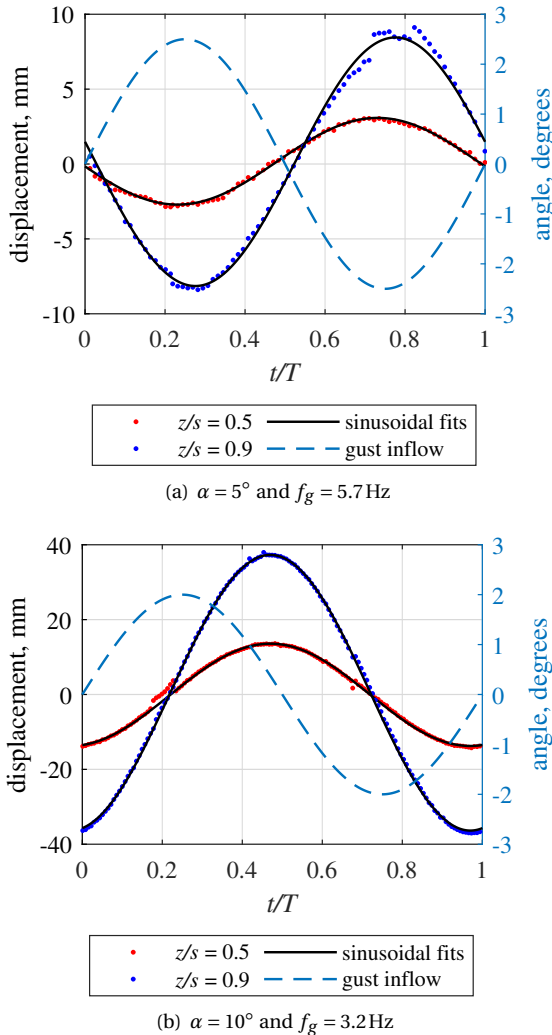 10
5
0
-5
-10
displacement, mm
3
2
1
0
-1
-2
-3
angle, degrees
0 0.2 0.4 0.6 0.8 1
t/T
z/s = 0.5 sinusoidal fits
z/s = 0.9 gust inflow
(a) α = 5° and f_g = 5.7 Hz
40
20
0
-20
-40
displacement, mm
3
2
1
0
-1
-2
-3
angle, degrees
0 0.2 0.4 0.6 0.8 1
t/T
z/s = 0.5 sinusoidal fits
z/s = 0.9 gust inflow
(b) α = 10° and f_g = 3.2 Hz